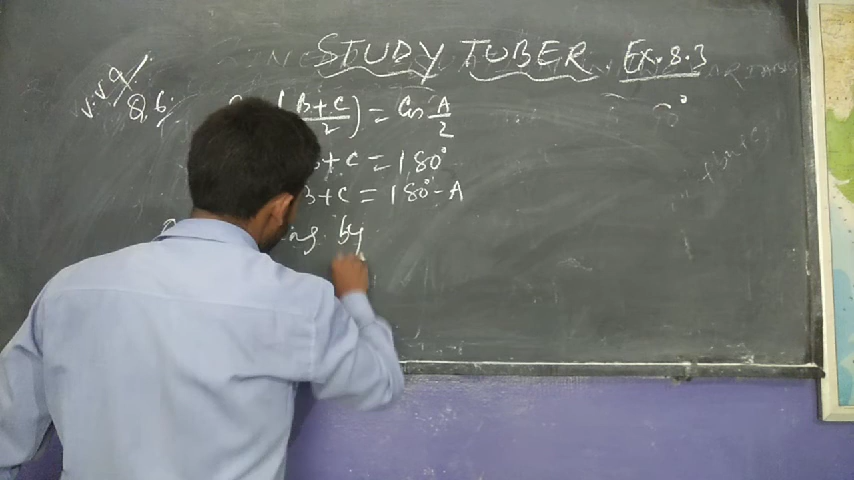 STUDY TUBER Ex. 8.3
V.V.Q
Q.6. (B+C/2) = Cos A/2
B+C = 180°
B+C = 180° - A
by